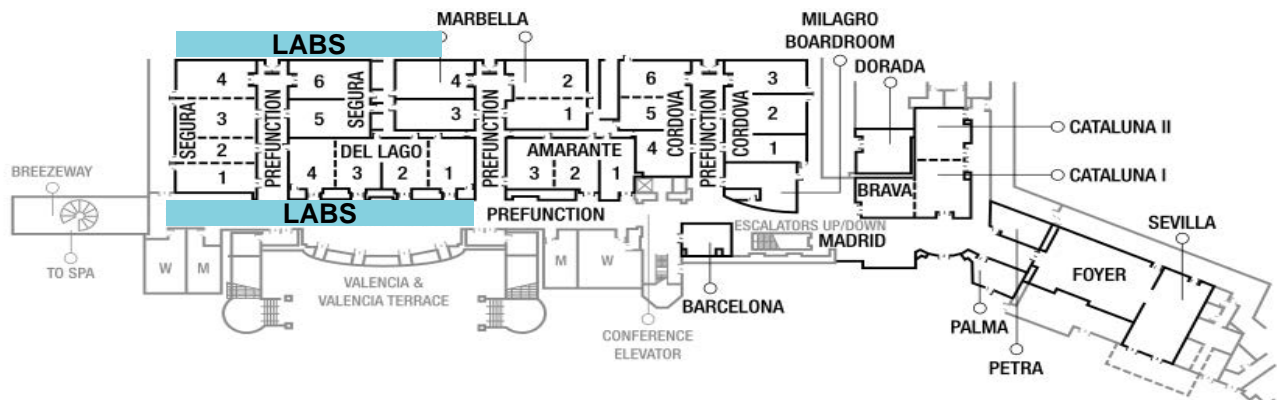 LABS
MARBELLA
MILAGRO
BOARDROOM
DORADA
4
6
4
2
6
3
SEGURA
3
PREFUNCTION
5
SEGURA
3
PREFUNCTION
1
5
CORDOVA
PREFUNCTION
CORDOVA
2
CATALUNA II
2
DEL LAGO
AMARANTE
4
1
CATALUNA I
1
4
3
2
1
3
2
1
BRAVA
BREEZEWAY
LABS
PREFUNCTION
ESCALATORS UP/DOWN
SEVILLA
MADRID
TO SPA
W
M
M
W
FOYER
VALENCIA &
VALENCIA TERRACE
BARCELONA
PALMA
CONFERENCE
ELEVATOR
PETRA